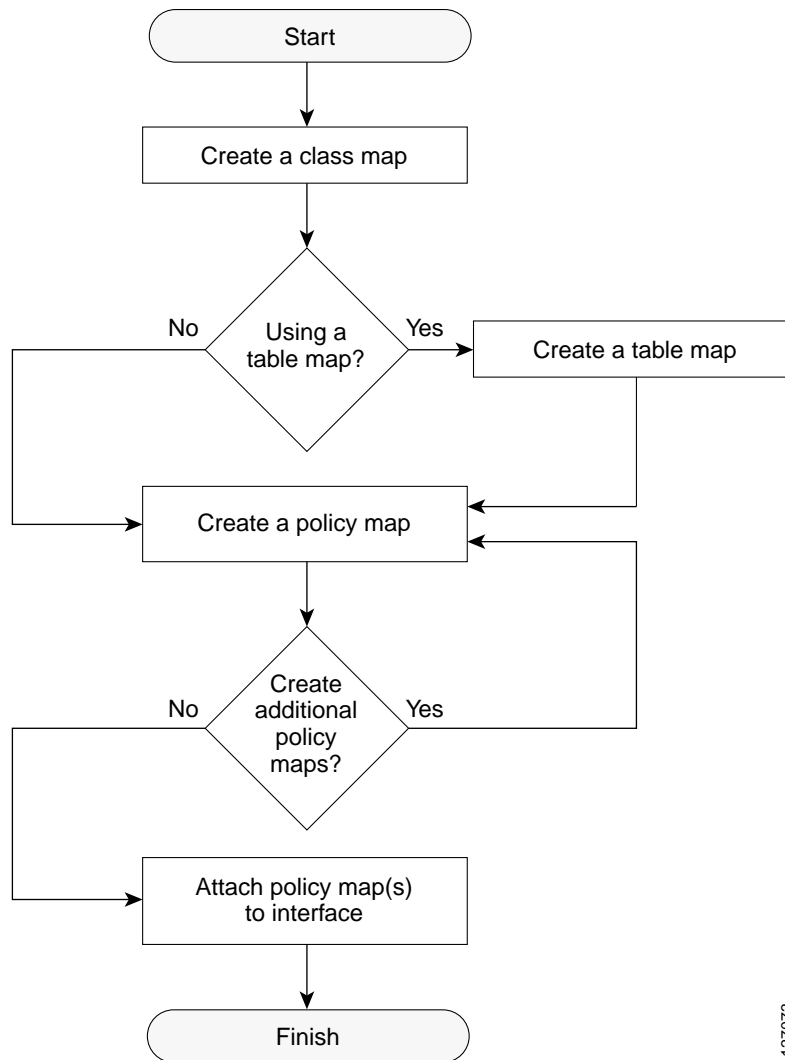 Start
Create a class map
No
Using a
table map?
Yes
Create a table map
Create a policy map
No
Create
additional
policy
maps?
Yes
Attach policy map(s)
to interface
Finish